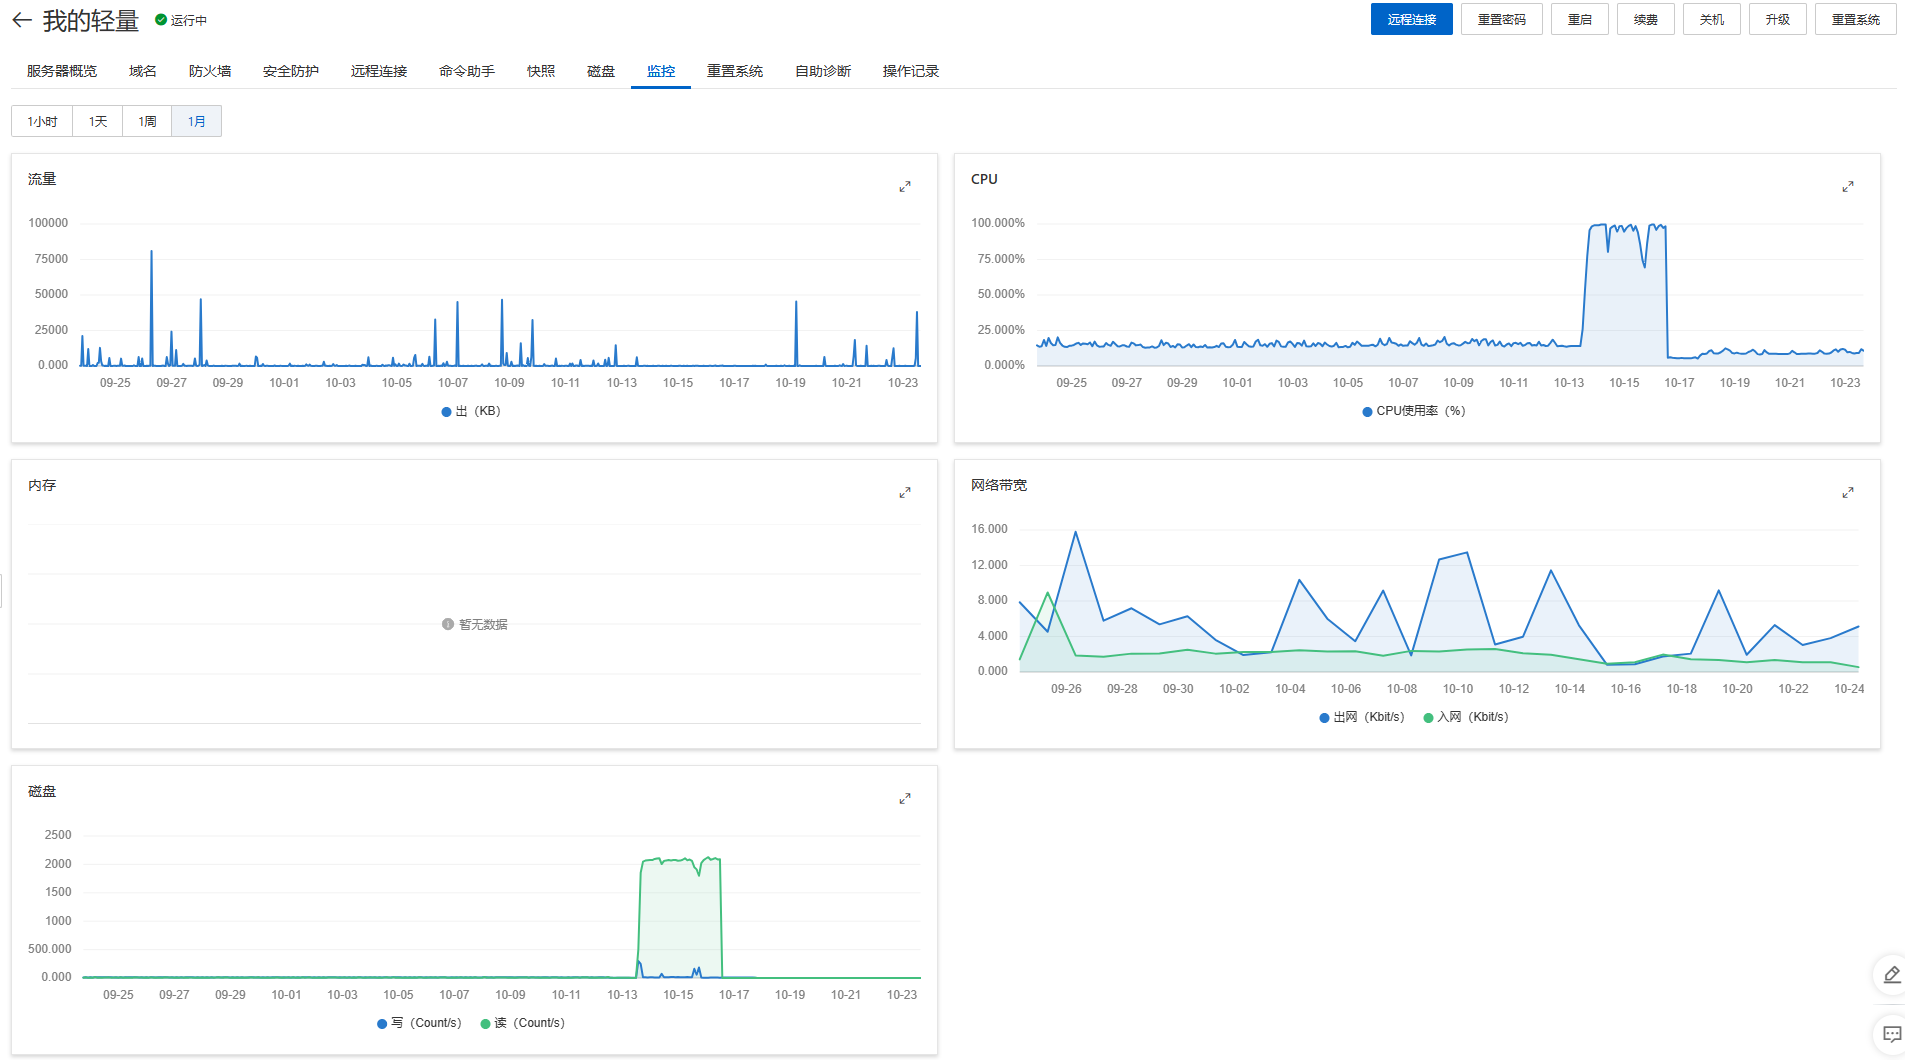 我的轻量 运行中 远程连接 重置密码 重启 续费 关机 升级 重置系统
服务器概览 域名 防火墙 安全防护 远程连接 命令助手 快照 磁盘 监控 重置系统 自助诊断 操作记录
1小时 1天 1周 1月
流量
100000
75000
50000
25000
0.000
09-25 09-27 09-29 10-01 10-03 10-05 10-07 10-09 10-11 10-13 10-15 10-17 10-19 10-21 10-23
出（KB）
CPU
100.000%
75.000%
50.000%
25.000%
0.000%
09-25 09-27 09-29 10-01 10-03 10-05 10-07 10-09 10-11 10-13 10-15 10-17 10-19 10-21 10-23
CPU使用率（%）
内存
暂无数据
网络带宽
16.000
12.000
8.000
4.000
0.000
09-26 09-28 09-30 10-02 10-04 10-06 10-08 10-10 10-12 10-14 10-16 10-18 10-20 10-22 10-24
出网（Kbit/s） 入网（Kbit/s）
磁盘
2500
2000
1500
1000
500.000
0.000
09-25 09-27 09-29 10-01 10-03 10-05 10-07 10-09 10-11 10-13 10-15 10-17 10-19 10-21 10-23
写（Count/s） 读（Count/s）